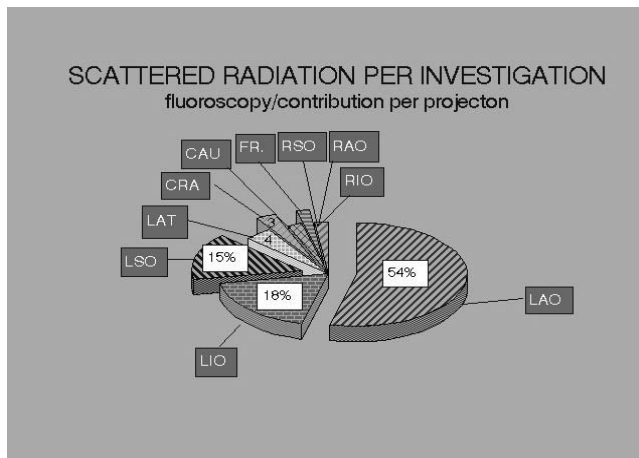 SCATTERED RADIATION PER INVESTIGATION
fluoroscopy/contribution per projecton
FR.
RSO
RAO
CAU
CRA
RIO
LAT
3
4
LSO
15%
18%
54%
LAO
LIO